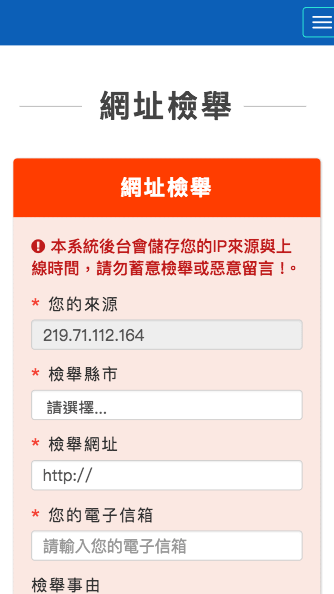 網址檢舉
網址檢舉
本系統後台會儲存您的IP來源與上
線時間，請勿蓄意檢舉或惡意留言！。
* 您的來源
219.71.112.164
* 檢舉縣市
請選擇...
* 檢舉網址
http://
* 您的電子信箱
請輸入您的電子信箱
檢舉事由